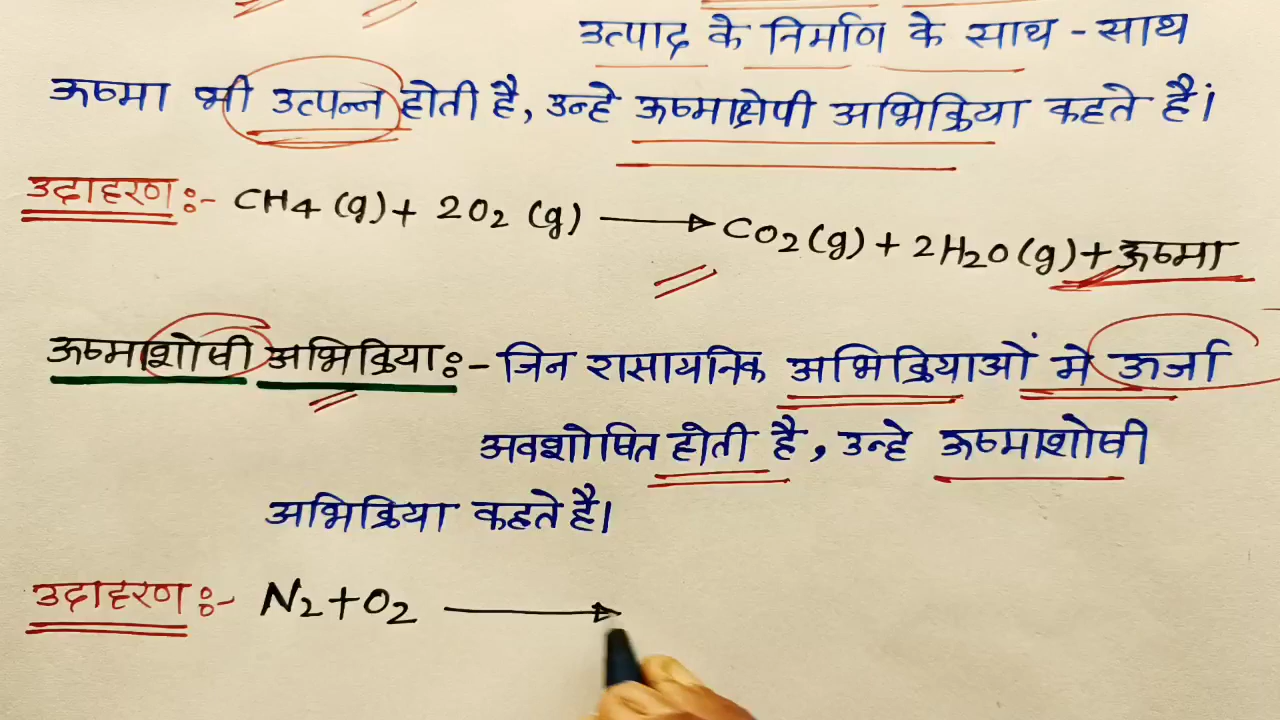 उत्पाद के निर्माण के साथ - साथ
ऊष्मा भी उत्पन्न होती है, उन्हे ऊष्माक्षेपी अभिक्रिया कहते है।
उदाहरण :- CH4 (g) + 2O2 (g) → CO2 (g) + 2H2O (g) + ऊष्मा
ऊष्माशोषी अभिक्रिया :- जिन रासायनिक अभिक्रियाओं मे ऊर्जा
अवशोषित होती है, उन्हे ऊष्माशोषी
अभिक्रिया कहते है।
उदाहरण :- N2 + O2 →